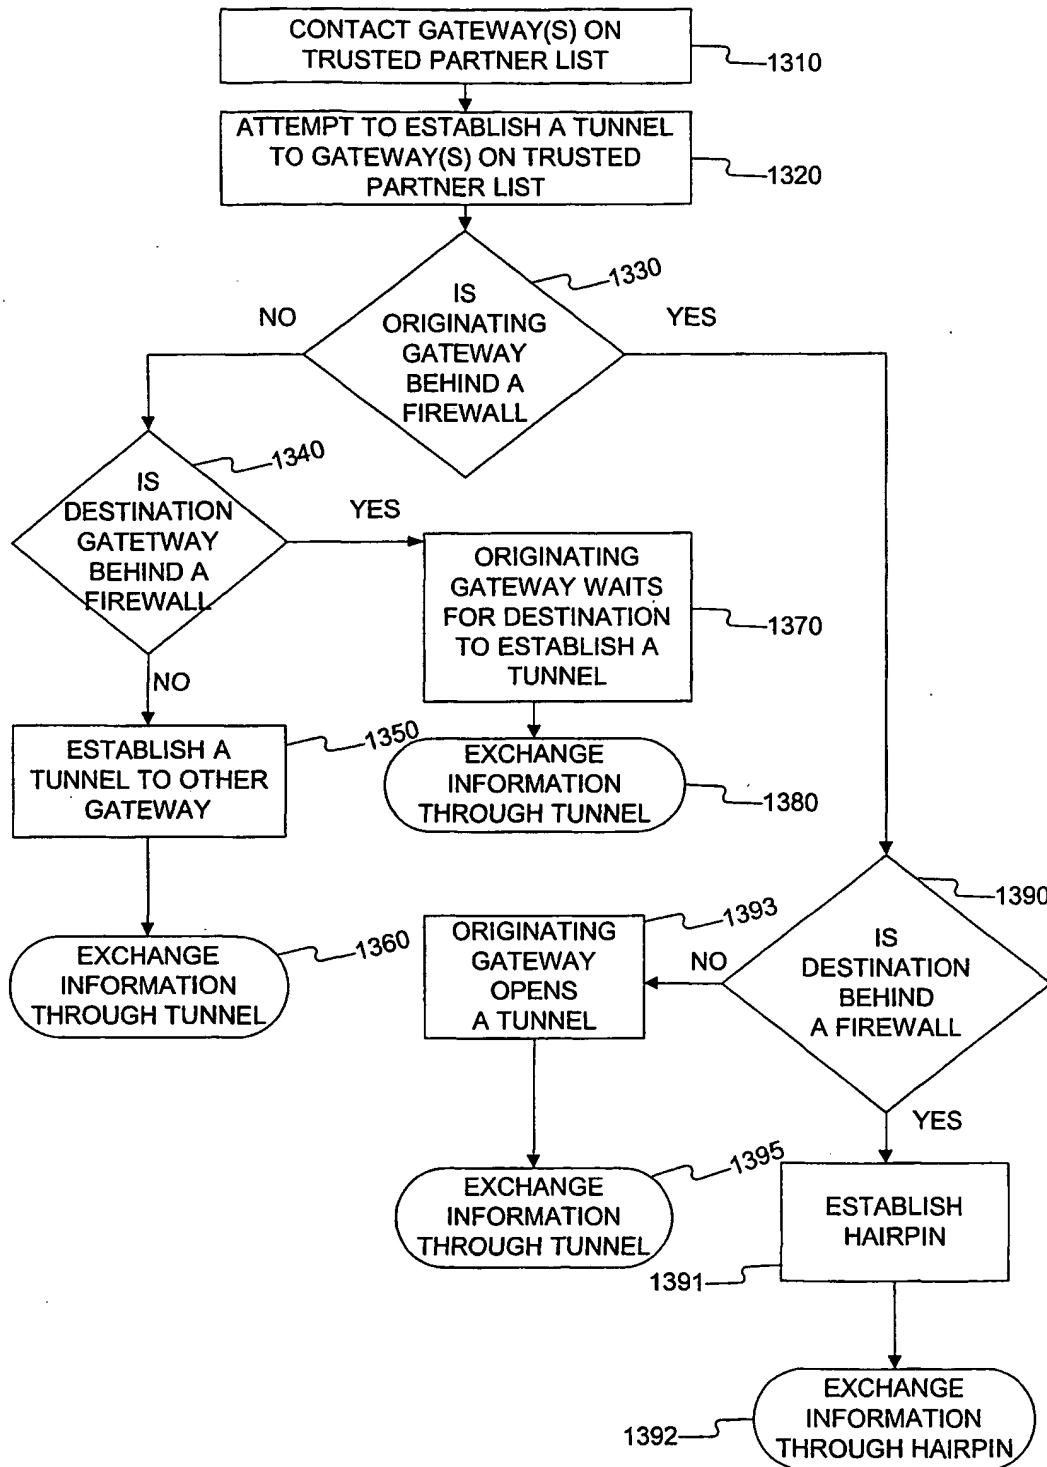 CONTACT GATEWAY(S) ON
TRUSTED PARTNER LIST
1310
ATTEMPT TO ESTABLISH A TUNNEL
TO GATEWAY(S) ON TRUSTED
PARTNER LIST
1320
1330
IS
ORIGINATING
GATEWAY
BEHIND A
FIREWALL
NO
YES
1340
IS
DESTINATION
GATETWAY
BEHIND A
FIREWALL
YES
NO
ORIGINATING
GATEWAY WAITS
FOR DESTINATION
TO ESTABLISH A
TUNNEL
1370
1350
ESTABLISH A
TUNNEL TO OTHER
GATEWAY
EXCHANGE
INFORMATION
THROUGH TUNNEL
1380
1360
EXCHANGE
INFORMATION
THROUGH TUNNEL
1390
IS
DESTINATION
BEHIND
A FIREWALL
NO
YES
1393
ORIGINATING
GATEWAY
OPENS
A TUNNEL
1395
EXCHANGE
INFORMATION
THROUGH TUNNEL
ESTABLISH
HAIRPIN
1391
EXCHANGE
INFORMATION
THROUGH HAIRPIN
1392